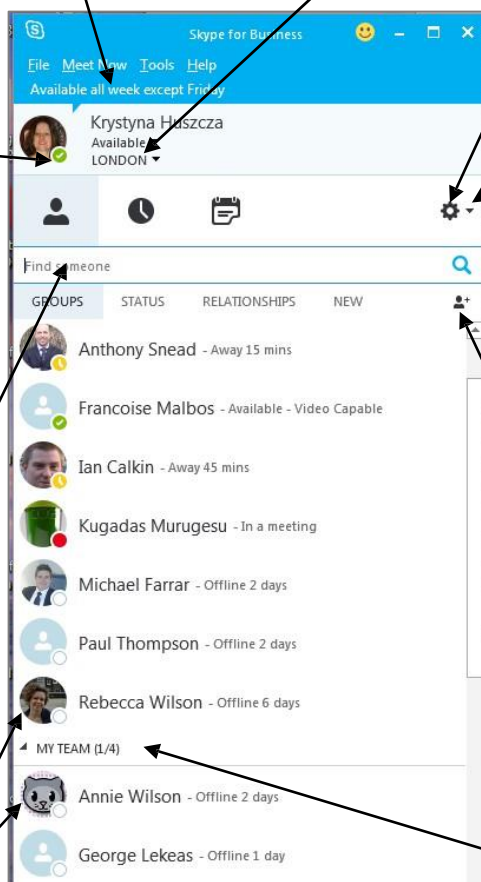 Skype for Business
File Meet Now Tools Help
Available all week except Friday
Krystyna Huszcza
Available
LONDON
Find someone
GROUPS STATUS RELATIONSHIPS NEW
Anthony Snead - Away 15 mins
Francoise Malbos - Available - Video Capable
Ian Calkin - Away 45 mins
Kugadas Murugesu - In a meeting
Michael Farrar - Offline 2 days
Paul Thompson - Offline 2 days
Rebecca Wilson - Offline 6 days
MY TEAM (1/4)
Annie Wilson - Offline 2 days
George Lekeas - Offline 1 day